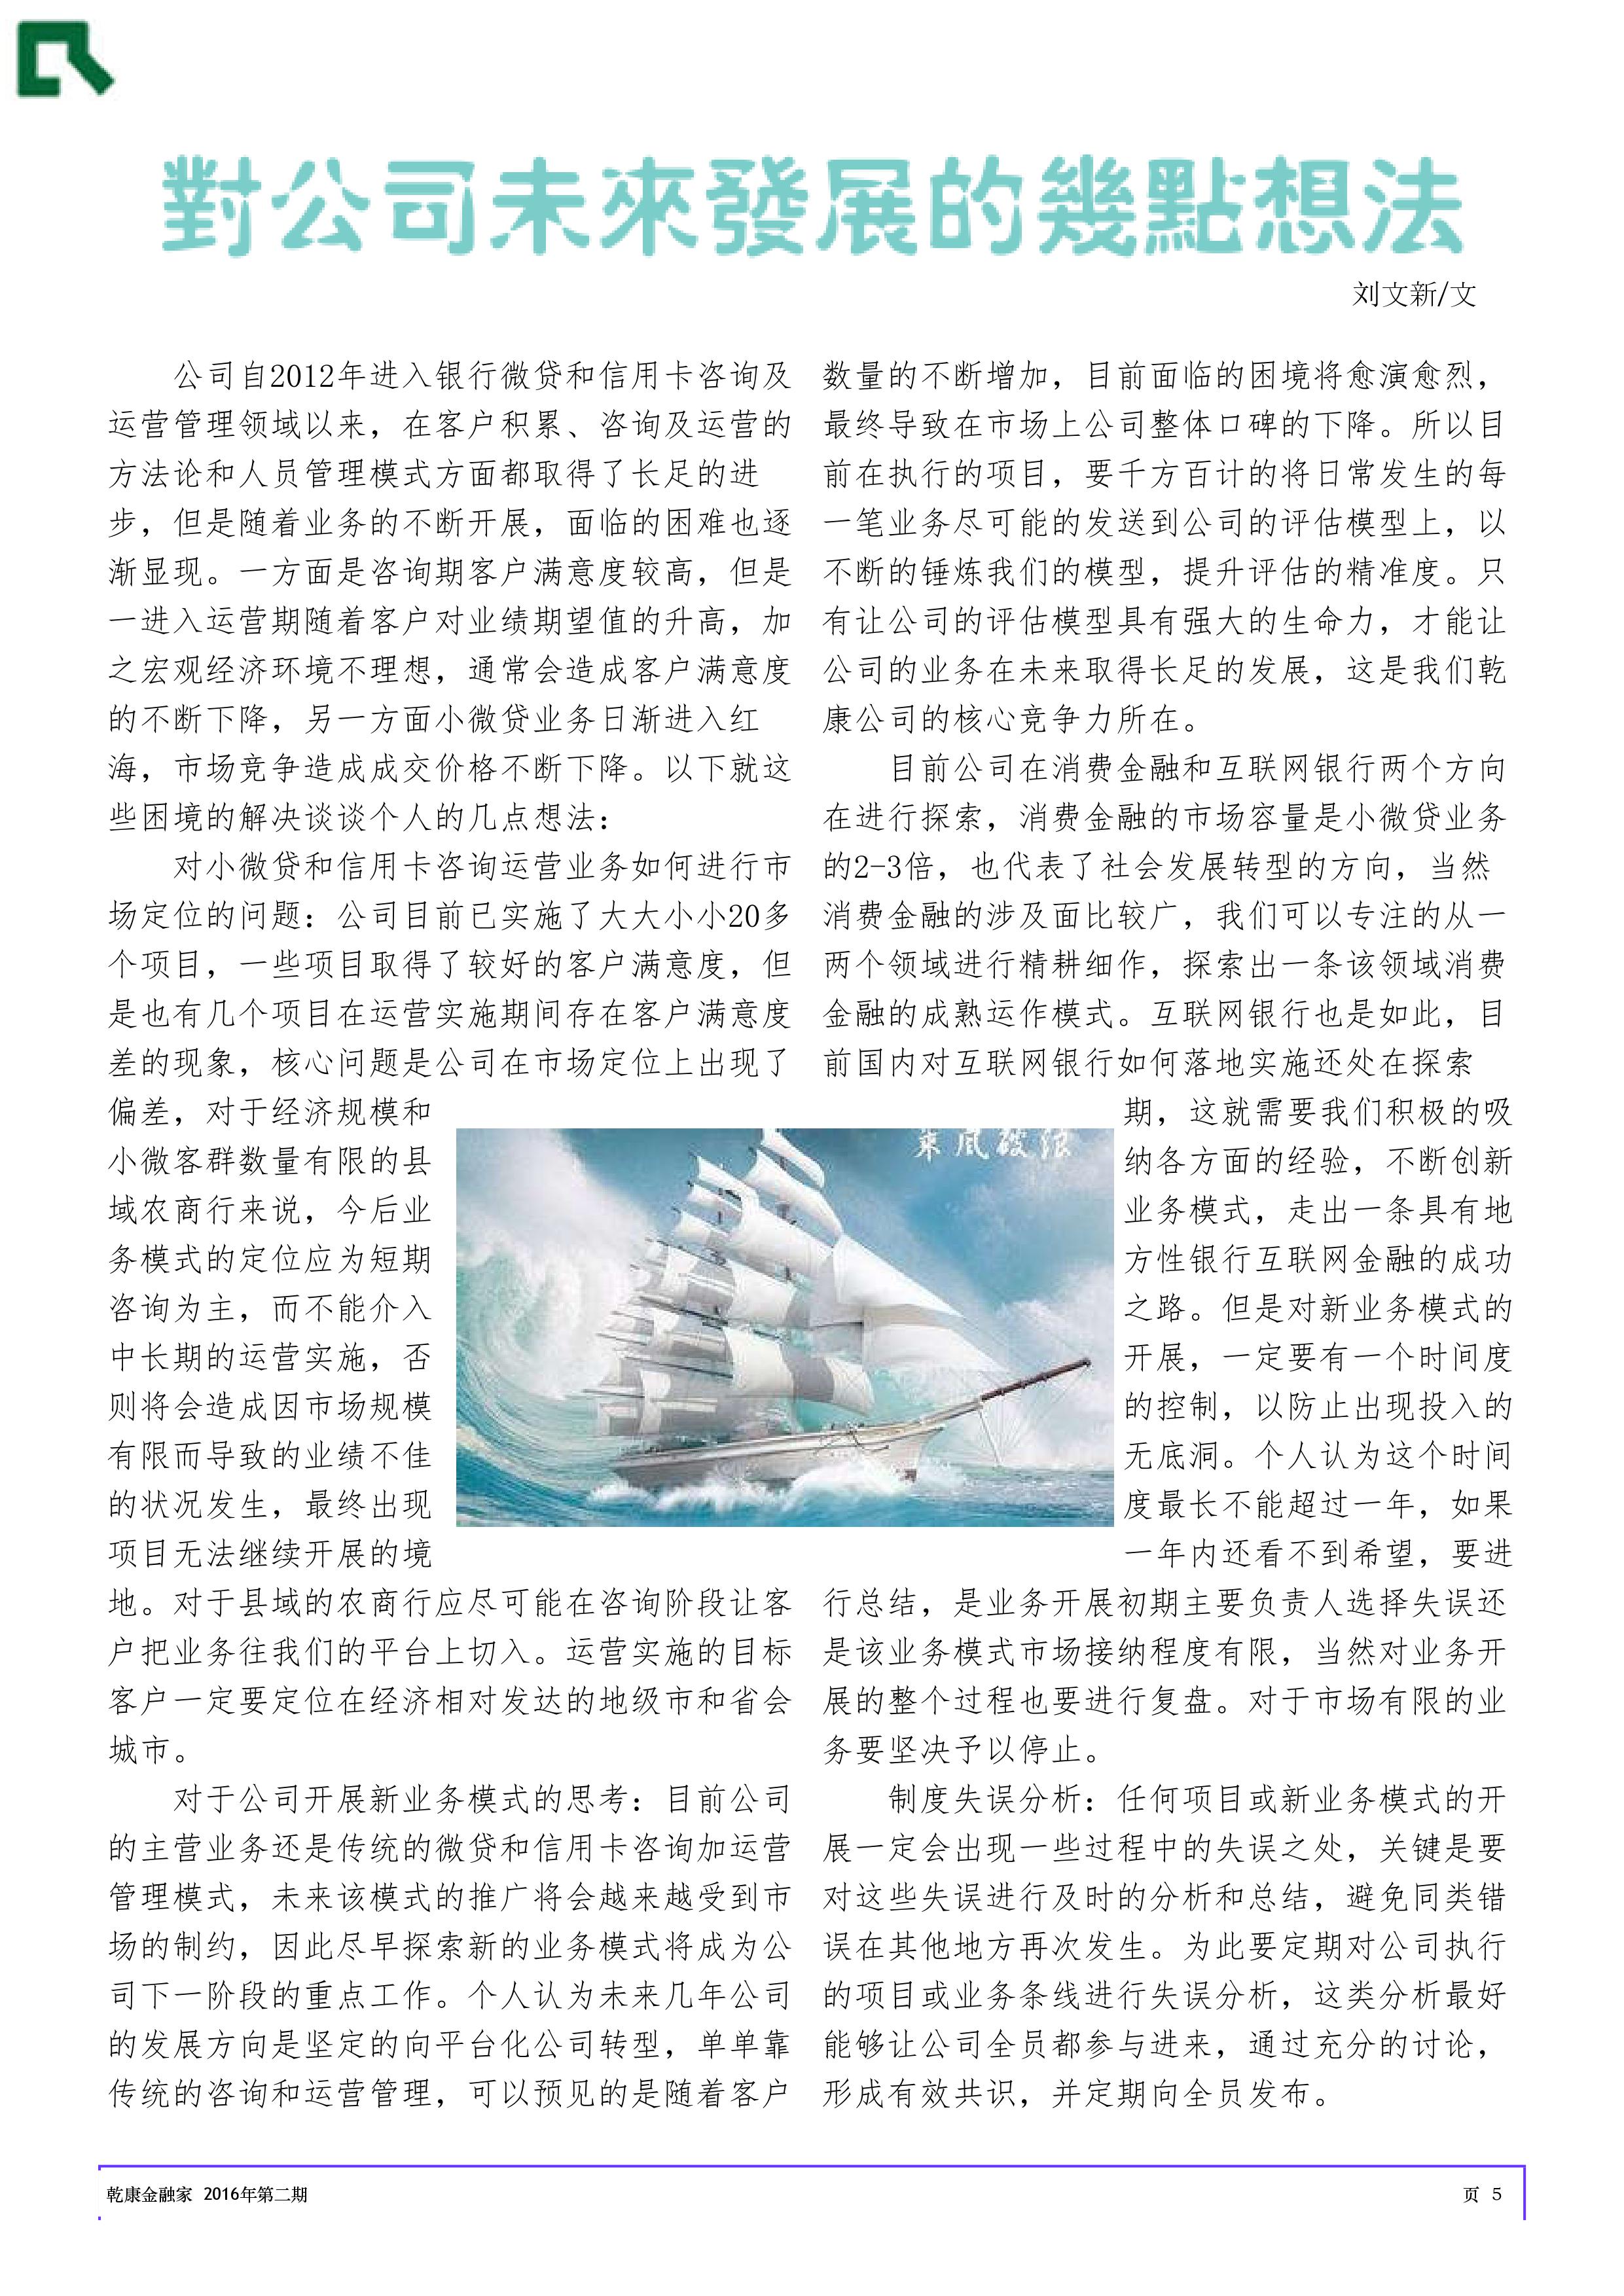 對公司未來發展的幾點想法
刘文新/文
公司自2012年进入银行微贷和信用卡咨询及
运营管理领域以来，在客户积累、咨询及运营的
方法论和人员管理模式方面都取得了长足的进
步，但是随着业务的不断开展，面临的困难也逐
渐显现。一方面是咨询期客户满意度较高，但是
一进入运营期随着客户对业绩期望值的升高，加
之宏观经济环境不理想，通常会造成客户满意度
的不断下降，另一方面小微贷业务日渐进入红
海，市场竞争造成成交价格不断下降。以下就这
些困境的解决谈谈个人的几点想法：
对小微贷和信用卡咨询运营业务如何进行市
场定位的问题：公司目前已实施了大大小小20多
个项目，一些项目取得了较好的客户满意度，但
是也有几个项目在运营实施期间存在客户满意度
差的现象，核心问题是公司在市场定位上出现了
偏差，对于经济规模和
小微客群数量有限的县
域农商行来说，今后业
务模式的定位应为短期
咨询为主，而不能介入
中长期的运营实施，否
则将会造成因市场规模
有限而导致的业绩不佳
的状况发生，最终出现
项目无法继续开展的境
地。对于县域的农商行应尽可能在咨询阶段让客
户把业务往我们的平台上切入。运营实施的目标
客户一定要定位在经济相对发达的地级市和省会
城市。
对于公司开展新业务模式的思考：目前公司
的主营业务还是传统的微贷和信用卡咨询加运营
管理模式，未来该模式的推广将会越来越受到市
场的制约，因此尽早探索新的业务模式将成为公
司下一阶段的重点工作。个人认为未来几年公司
的发展方向是坚定的向平台化公司转型，单单靠
传统的咨询和运营管理，可以预见的是随着客户
数量的不断增加，目前面临的困境将愈演愈烈，
最终导致在市场上公司整体口碑的下降。所以目
前在执行的项目，要千方百计的将日常发生的每
一笔业务尽可能的发送到公司的评估模型上，以
不断的锤炼我们的模型，提升评估的精准度。只
有让公司的评估模型具有强大的生命力，才能让
公司的业务在未来取得长足的发展，这是我们乾
康公司的核心竞争力所在。
目前公司在消费金融和互联网银行两个方向
在进行探索，消费金融的市场容量是小微贷业务
的2-3倍，也代表了社会发展转型的方向，当然
消费金融的涉及面比较广，我们可以专注的从一
两个领域进行精耕细作，探索出一条该领域消费
金融的成熟运作模式。互联网银行也是如此，目
前国内对互联网银行如何落地实施还处在探索
期，这就需要我们积极的吸
纳各方面的经验，不断创新
业务模式，走出一条具有地
方性银行互联网金融的成功
之路。但是对新业务模式的
开展，一定要有一个时间度
的控制，以防止出现投入的
无底洞。个人认为这个时间
度最长不能超过一年，如果
一年内还看不到希望，要进
行总结，是业务开展初期主要负责人选择失误还
是该业务模式市场接纳程度有限，当然对业务开
展的整个过程也要进行复盘。对于市场有限的业
务要坚决予以停止。
制度失误分析：任何项目或新业务模式的开
展一定会出现一些过程中的失误之处，关键是要
对这些失误进行及时的分析和总结，避免同类错
误在其他地方再次发生。为此要定期对公司执行
的项目或业务条线进行失误分析，这类分析最好
能够让公司全员都参与进来，通过充分的讨论，
形成有效共识，并定期向全员发布。
乘风破浪
乾康金融家 2016年第二期
页 5